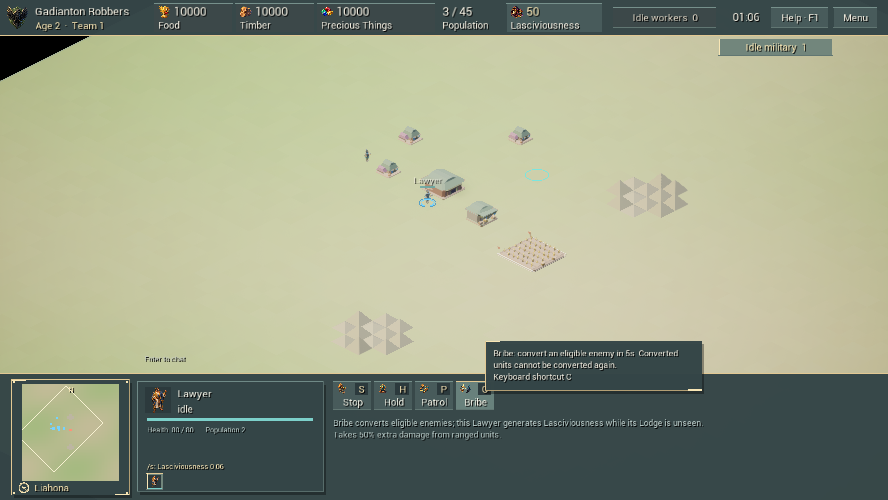 Gadianton Robbers
Age 2 · Team 1
10000
Food
10000
Timber
10000
Precious Things
3 / 45
Population
50
Lasciviousness
Idle workers 0
01:06
Help · F1
Menu
Idle military 1
Lawyer
Enter to chat
Bribe: convert an eligible enemy in 5s. Converted
units cannot be converted again.
Keyboard shortcut C
Liahona
Lawyer
idle
Health 80 / 80 Population 2
/s: Lasciviousness 0.06
S
Stop
H
Hold
P
Patrol
Bribe
Bribe converts eligible enemies; this Lawyer generates Lasciviousness while its Lodge is unseen.
Takes 50% extra damage from ranged units